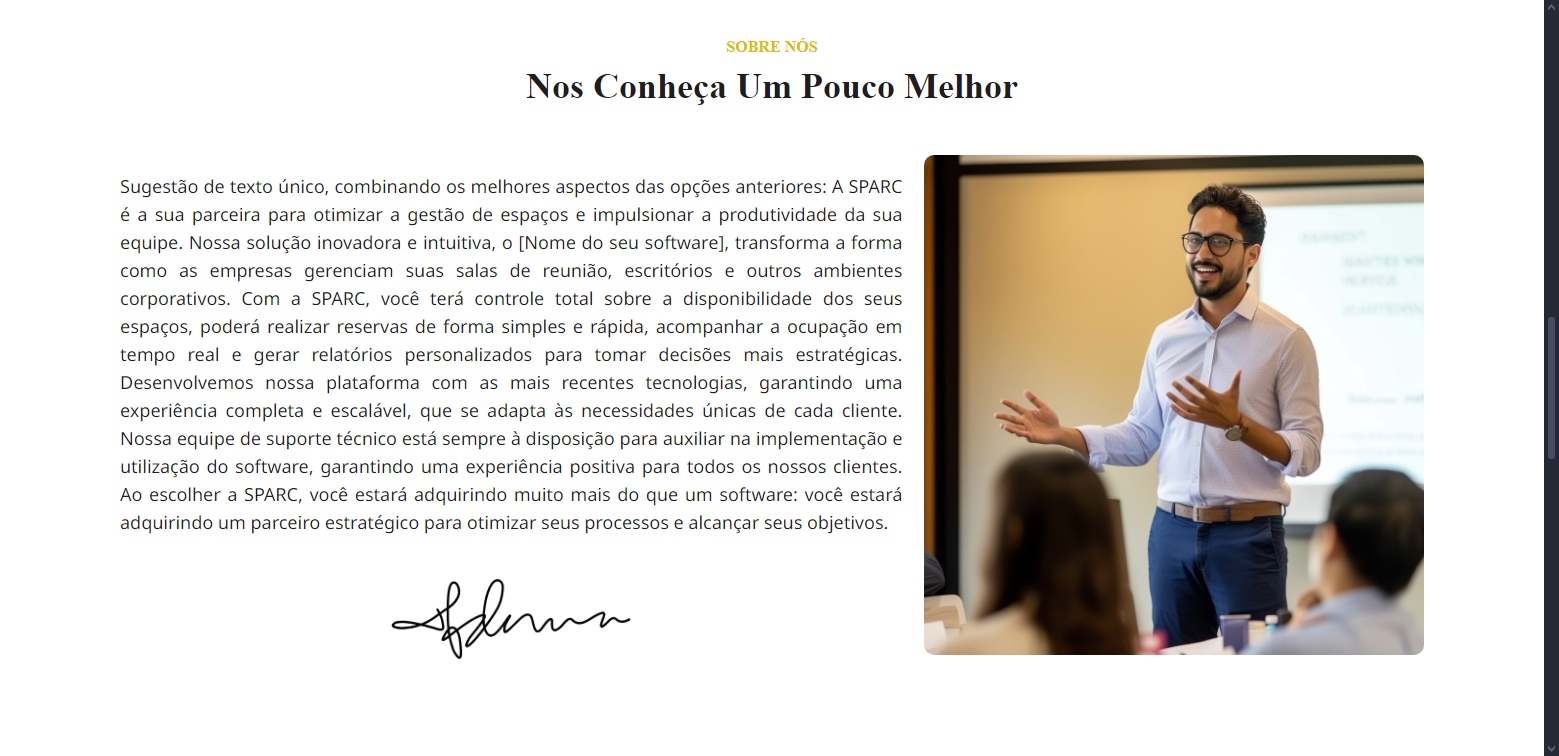 SOBRE NÓS
Nos Conheça Um Pouco Melhor
Sugestão de texto único, combinando os melhores aspectos das opções anteriores: A SPARC
é a sua parceira para otimizar a gestão de espaços e impulsionar a produtividade da sua
equipe. Nossa solução inovadora e intuitiva, o [Nome do seu software], transforma a forma
como as empresas gerenciam suas salas de reunião, escritórios e outros ambientes
corporativos. Com a SPARC, você terá controle total sobre a disponibilidade dos seus
espaços, poderá realizar reservas de forma simples e rápida, acompanhar a ocupação em
tempo real e gerar relatórios personalizados para tomar decisões mais estratégicas.
Desenvolvemos nossa plataforma com as mais recentes tecnologias, garantindo uma
experiência completa e escalável, que se adapta às necessidades únicas de cada cliente.
Nossa equipe de suporte técnico está sempre à disposição para auxiliar na implementação e
utilização do software, garantindo uma experiência positiva para todos os nossos clientes.
Ao escolher a SPARC, você estará adquirindo muito mais do que um software: você estará
adquirindo um parceiro estratégico para otimizar seus processos e alcançar seus objetivos.